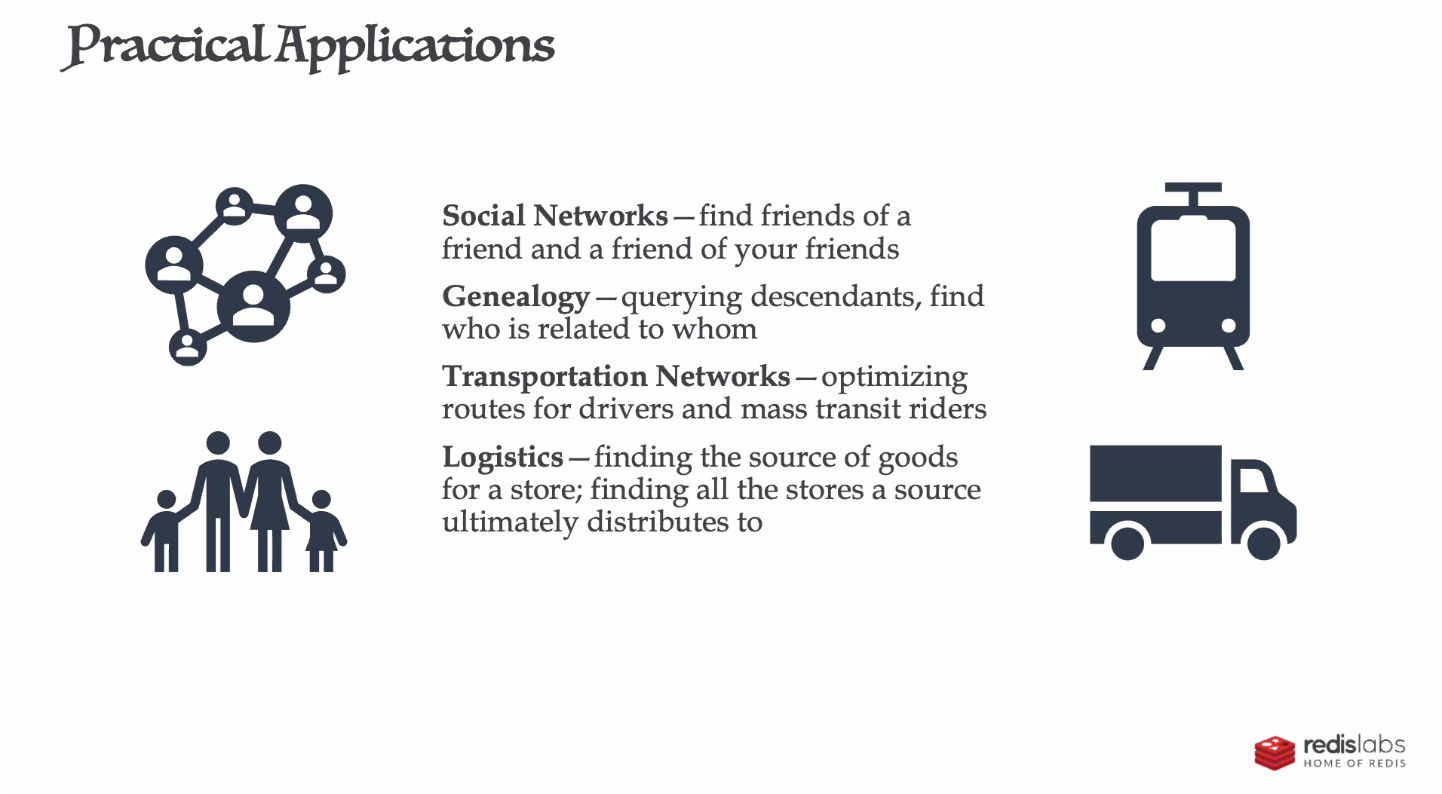 Practical Applications
Social Networks—find friends of a
friend and a friend of your friends
Genealogy—querying descendants, find
who is related to whom
Transportation Networks—optimizing
routes for drivers and mass transit riders
Logistics—finding the source of goods
for a store; finding all the stores a source
ultimately distributes to
redislabs
HOME OF REDIS